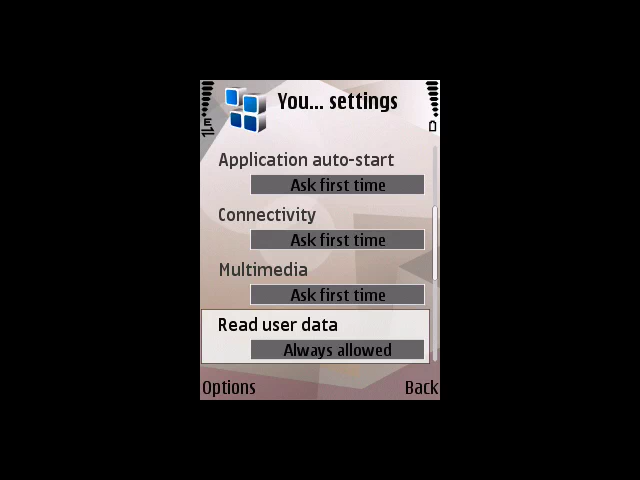 You... settings
Application auto-start
Ask first time
Connectivity
Ask first time
Multimedia
Ask first time
Read user data
Always allowed
Options
Back